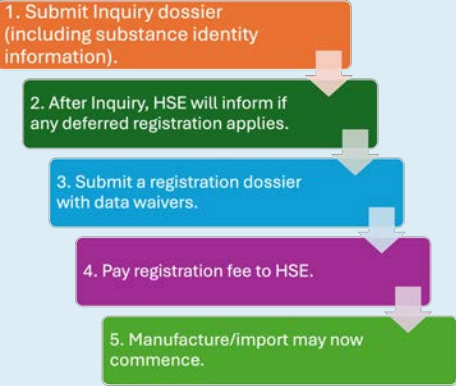 1. Submit Inquiry dossier
(including substance identity
information).
2. After Inquiry, HSE will inform if
any deferred registration applies.
3. Submit a registration dossier
with data waivers.
4. Pay registration fee to HSE.
5. Manufacture/import may now
commence.